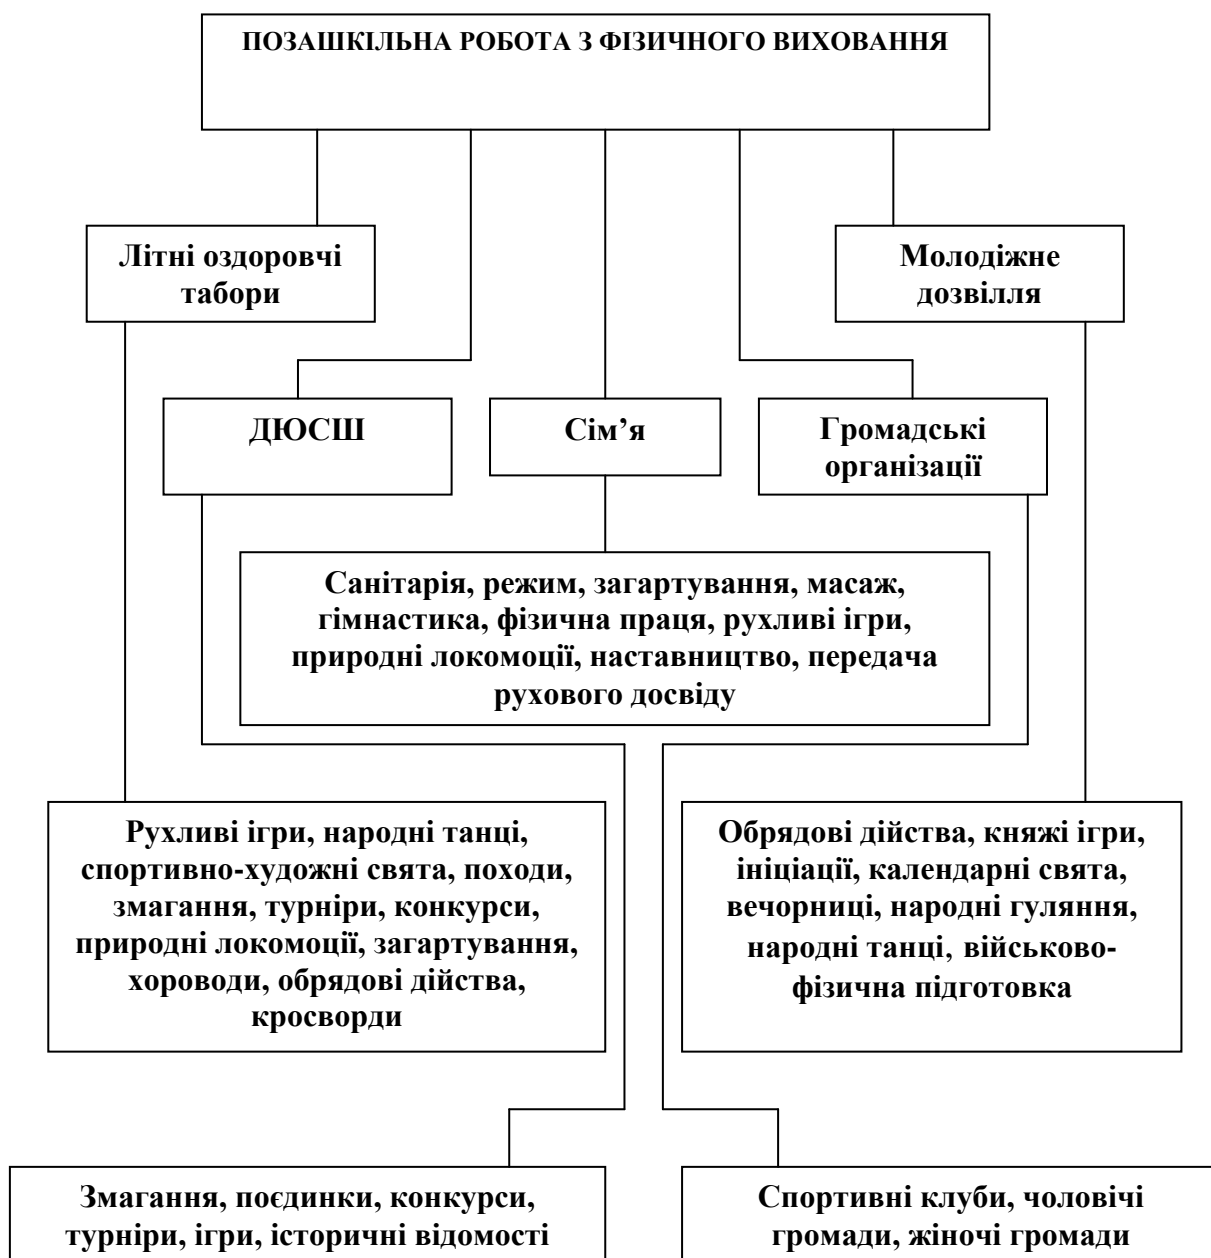 ПОЗАШКІЛЬНА РОБОТА З ФІЗИЧНОГО ВИХОВАННЯ
Літні оздоровчі
табори
Молодіжне
дозвілля
ДЮСШ
Сім’я
Громадські
організації
Санітарія, режим, загартування, масаж,
гімнастика, фізична праця, рухливі ігри,
природні локомоції, наставництво, передача
рухового досвіду
Рухливі ігри, народні танці,
спортивно-художні свята, походи,
змагання, турніри, конкурси,
природні локомоції, загартування,
хороводи, обрядові дійства,
кросворди
Обрядові дійства, княжі ігри,
ініціації, календарні свята,
вечорниці, народні гуляння,
народні танці, військово-
фізична підготовка
Змагання, поєдинки, конкурси,
турніри, ігри, історичні відомості
Спортивні клуби, чоловічі
громади, жіночі громади